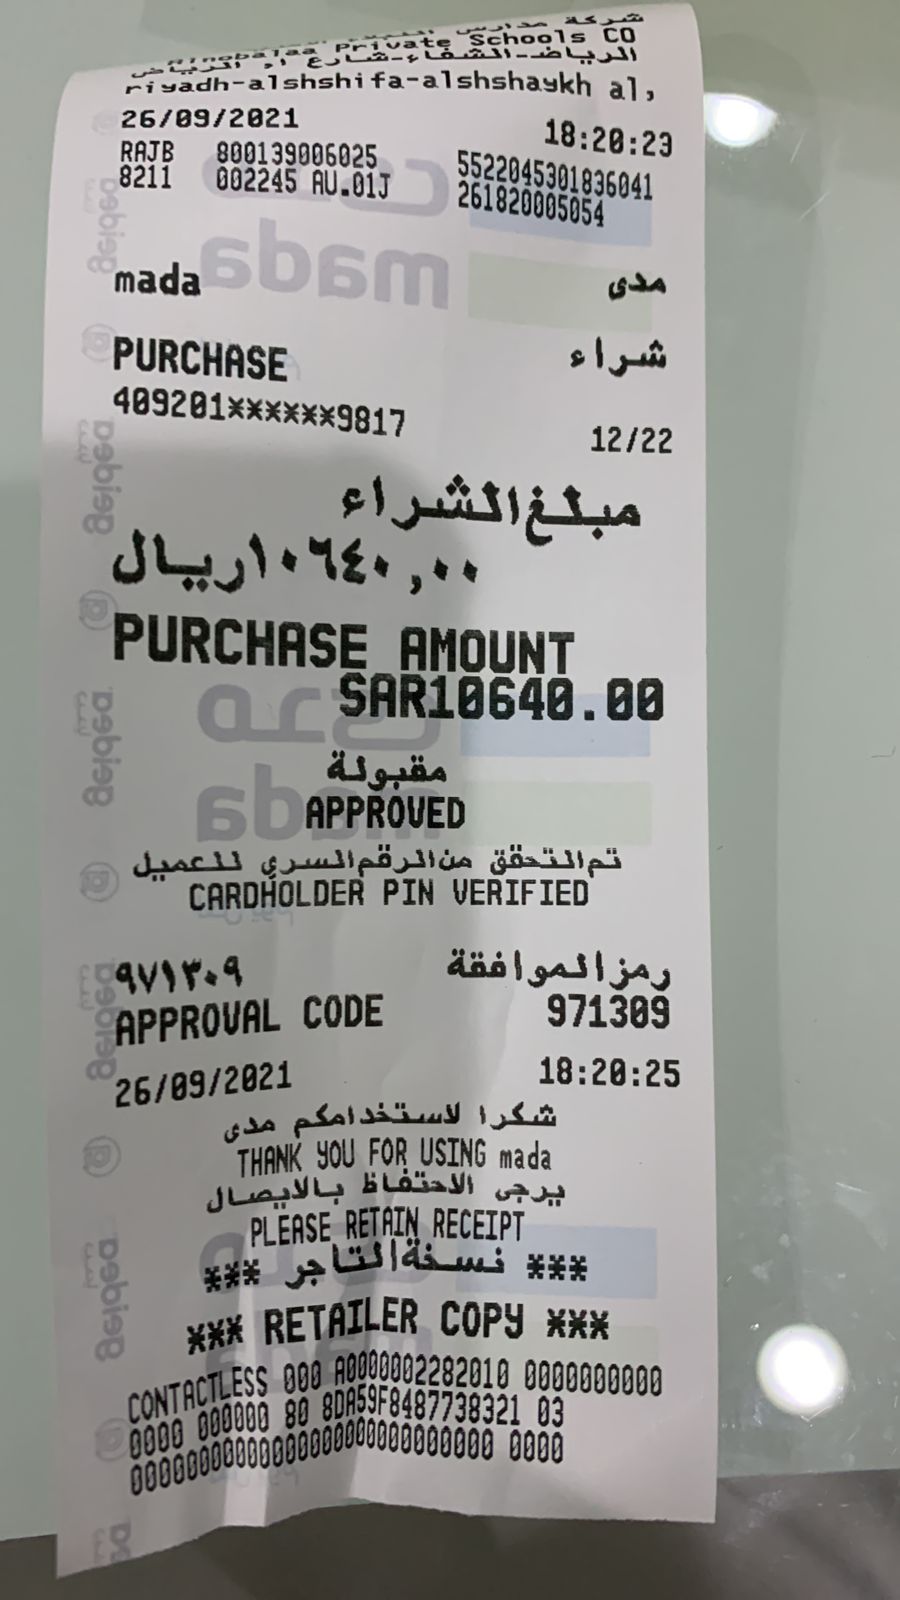 شركة مدارس
Private Schools CO
الرياض-الشفاء-شارع
riyadh-alshshifa-alshshaykh al,
26/09/2021 18:20:23
RAJB 800139006025 5522045301836041
8211 002245 AU.01J 261820005054
mada مدى
PURCHASE شراء
409201******9817 12/22
مبلغ الشراء
١٠٦٤٠,٠٠ ريال
PURCHASE AMOUNT
SAR10640.00
مقبولة
APPROVED
تم التحقق من الرقم السري للعميل
CARDHOLDER PIN VERIFIED
رمز الموافقة ٩٧١٣٠٩
APPROVAL CODE 971309
26/09/2021 18:20:25
شكرا لاستخدامكم مدى
THANK YOU FOR USING mada
يرجى الاحتفاظ بالايصال
PLEASE RETAIN RECEIPT
*** نسخة التاجر ***
*** RETAILER COPY ***
CONTACTLESS 000 A0000002282010 0000000000
0000 000000 80 8DA59F8487738321 03